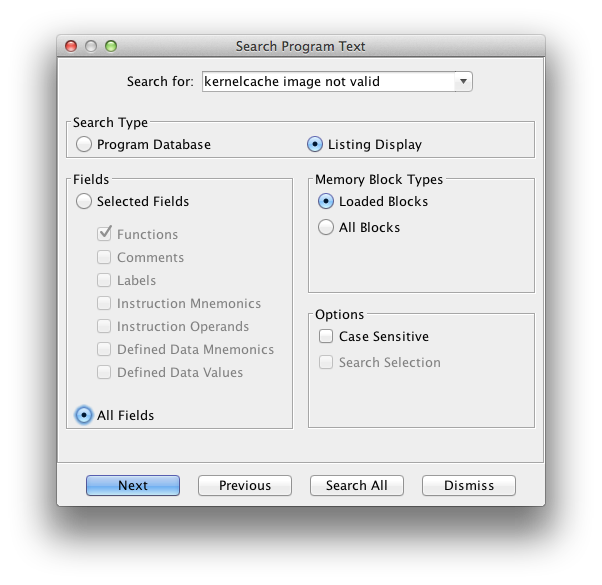 Search Program Text
Search for: kernelcache image not valid
Search Type
Program Database
Listing Display
Fields
Selected Fields
Functions
Comments
Labels
Instruction Mnemonics
Instruction Operands
Defined Data Mnemonics
Defined Data Values
All Fields
Memory Block Types
Loaded Blocks
All Blocks
Options
Case Sensitive
Search Selection
Next Previous Search All Dismiss